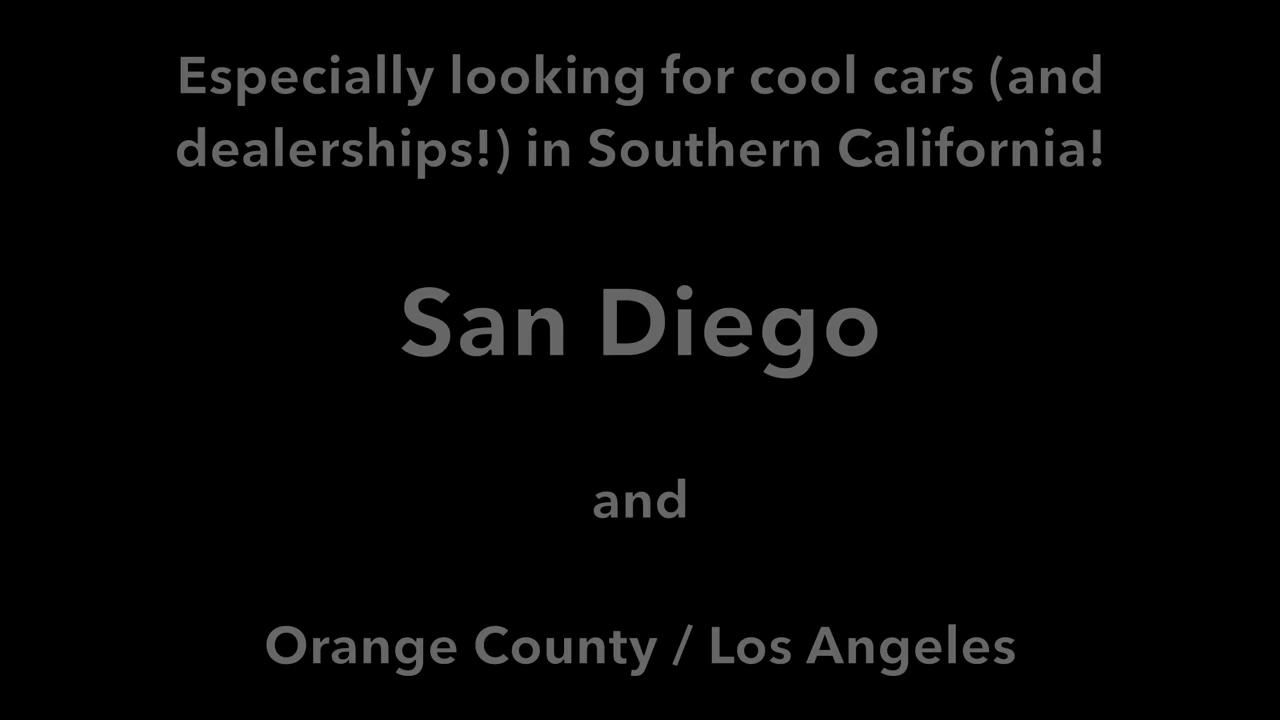 Especially looking for cool cars (and
dealerships!) in Southern California!
San Diego
and
Orange County / Los Angeles